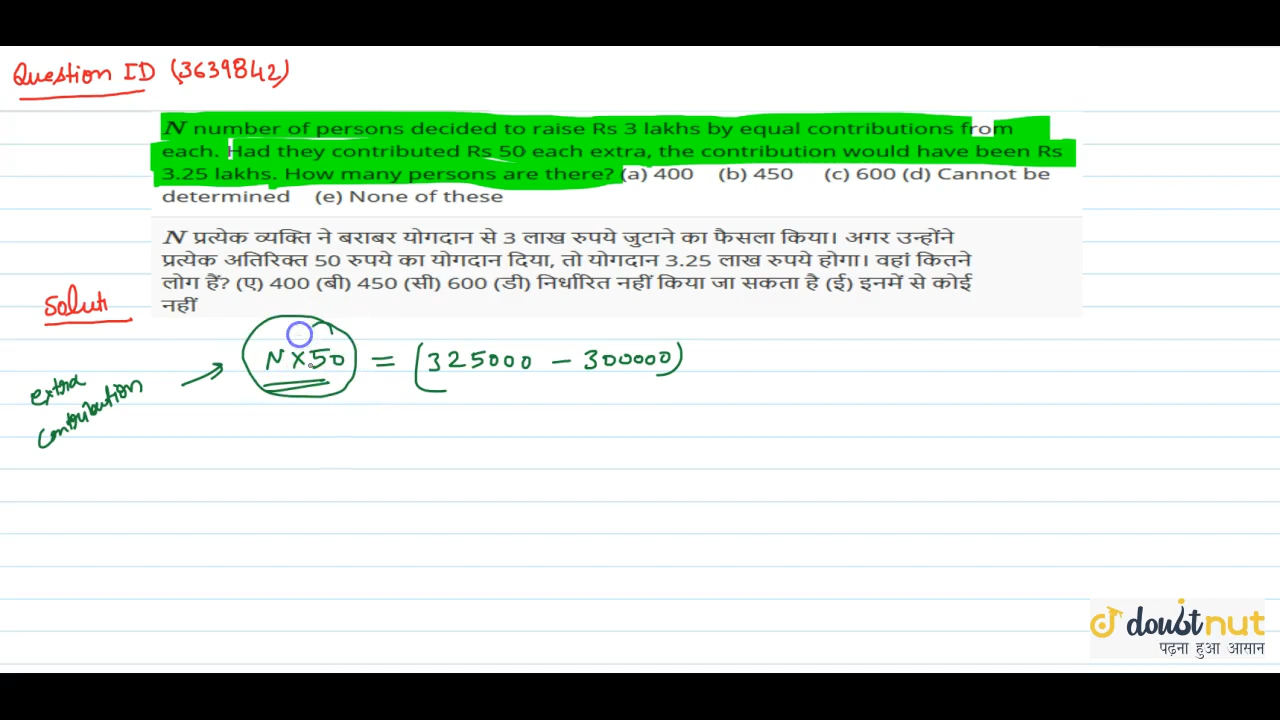 Question ID (3639842)
N number of persons decided to raise Rs 3 lakhs by equal contributions from
each. Had they contributed Rs 50 each extra, the contribution would have been Rs
3.25 lakhs. How many persons are there? (a) 400 (b) 450 (c) 600 (d) Cannot be
determined (e) None of these
N प्रत्येक व्यक्ति ने बराबर योगदान से 3 लाख रुपये जुटाने का फैसला किया। अगर उन्होंने
प्रत्येक अतिरिक्त 50 रुपये का योगदान दिया, तो योगदान 3.25 लाख रुपये होगा। वहां कितने
लोग हैं? (ए) 400 (बी) 450 (सी) 600 (डी) निर्धारित नहीं किया जा सकता है (ई) इनमें से कोई
नहीं
Soluti
N×50 = (325000 - 300000)
extra
contribution
doubtnut
पढ़ना हुआ आसान